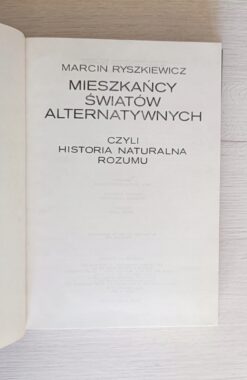 MARCIN RYSZKIEWICZ
MIESZKAŃCY
ŚWIATÓW
ALTERNATYWNYCH
CZYLI
HISTORIA NATURALNA
ROZUMU